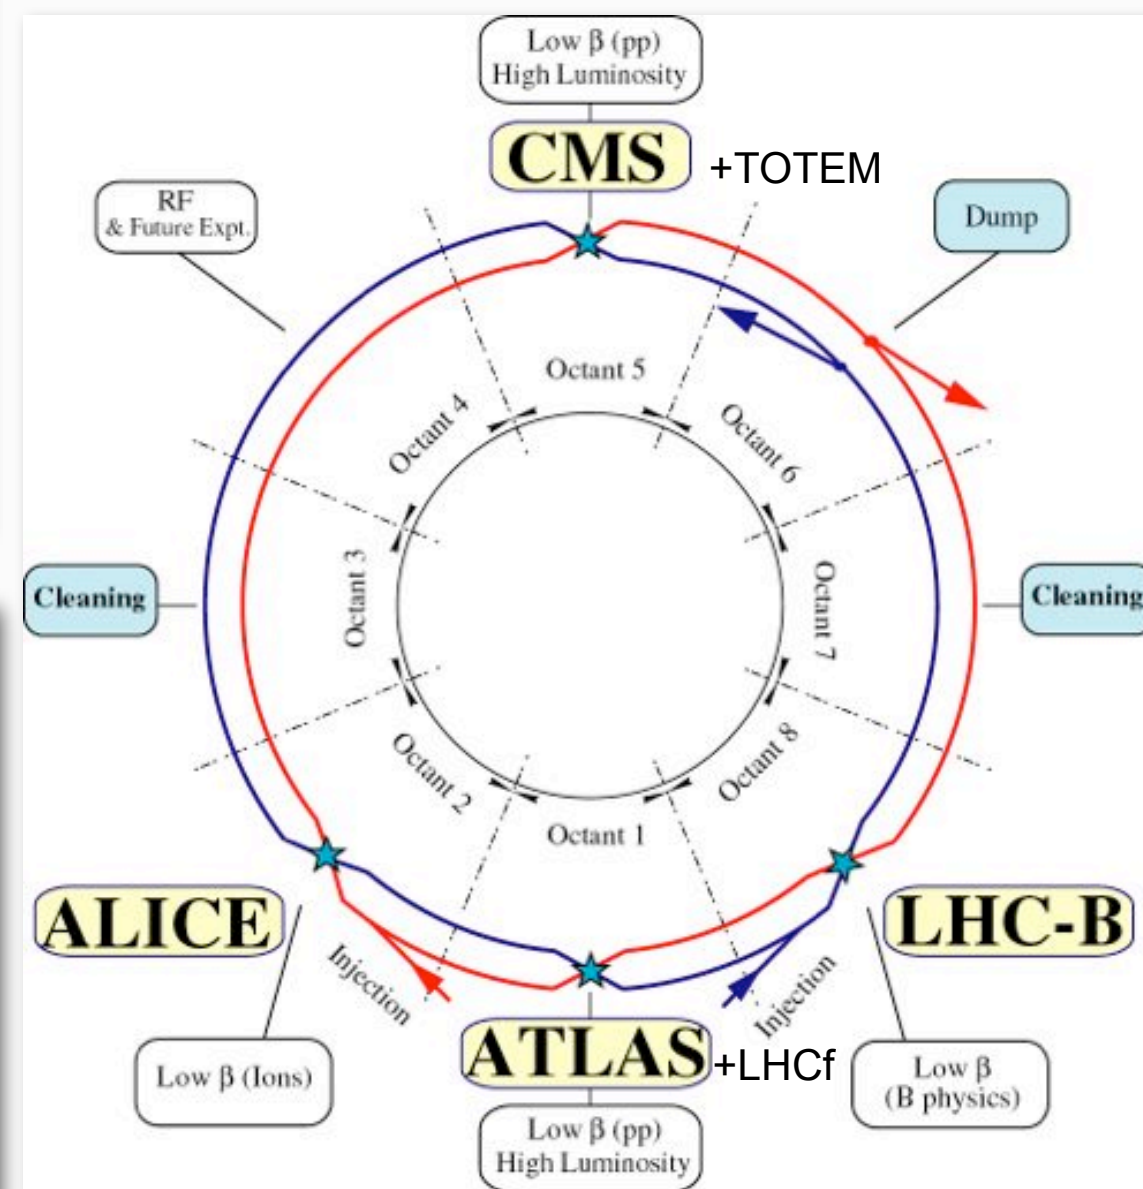 Low β (pp)
High Luminosity
CMS
+TOTEM
RF
& Future Expt.
Dump
Octant 5
Octant 4
Octant 6
Cleaning
Octant 3
Octant 7
Cleaning
Octant 2
Octant 8
Octant 1
ALICE
LHC-B
Injection
Injection
ATLAS
+LHCf
Low β (Ions)
Low β
(B physics)
Low β (pp)
High Luminosity